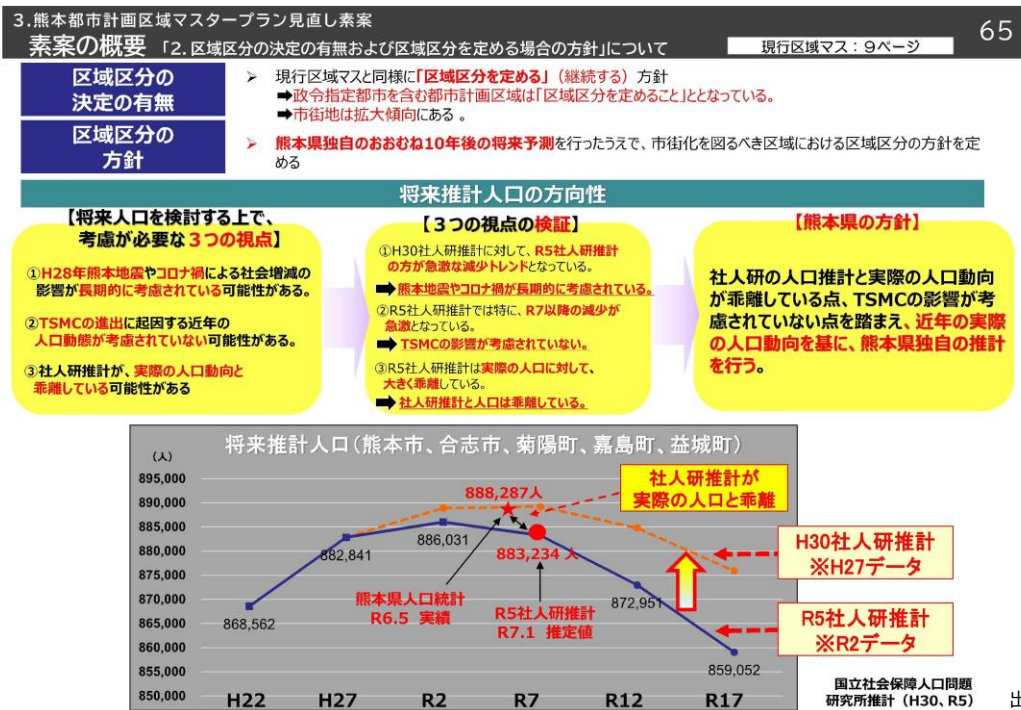 3.熊本都市計画区域マスタープラン見直し素案
素案の概要 「2.区域区分の決定の有無および区域区分を定める場合の方針」について
現行区域マス:9ページ
65
区域区分の
決定の有無
➢ 現行区域マスと同様に「区域区分を定める」(継続する)方針
➡政令指定都市を含む都市計画区域は「区域区分を定めること」ととなっている。
➡市街地は拡大傾向にある。
区域区分の
方針
➢ 熊本県独自のおおむね10年後の将来予測を行ったうえで、市街化を図るべき区域における区域区分の方針を定
める
将来推計人口の方向性
【将来人口を検討する上で、
考慮が必要な3つの視点】
①H28年熊本地震やコロナ禍による社会増減の
影響が長期的に考慮されている可能性がある。
②TSMCの進出に起因する近年の
人口動態が考慮されていない可能性がある。
③社人研推計が、実際の人口動向と
乖離している可能性がある
【3つの視点の検証】
①H30社人研推計に対して、R5社人研推計
の方が急激な減少トレンドとなっている。
➡熊本地震やコロナ禍が長期的に考慮されている。
②R5社人研推計では特に、R7以降の減少が
急激となっている。
➡ TSMCの影響が考慮されていない。
③R5社人研推計は実際の人口に対して、
大きく乖離している。
➡社人研推計と人口は乖離している。
【熊本県の方針】
社人研の人口推計と実際の人口動向
が乖離している点、TSMCの影響が考
慮されていない点を踏まえ、近年の実際
の人口動向を基に、熊本県独自の推計
を行う。
将来推計人口(熊本市、合志市、菊陽町、嘉島町、益城町)
(人)
895,000
890,000
885,000
880,000
875,000
870,000
865,000
860,000
855,000
850,000
868,562
882,841
886,031
888,287人
883,234 人
872,951
859,052
社人研推計が
実際の人口と乖離
熊本県人口統計
R6.5 実績
R5社人研推計
R7.1 推定値
H30社人研推計
※H27データ
R5社人研推計
※R2データ
H22 H27 R2 R7 R12 R17
国立社会保障人口問題
研究所推計(H30、R5)